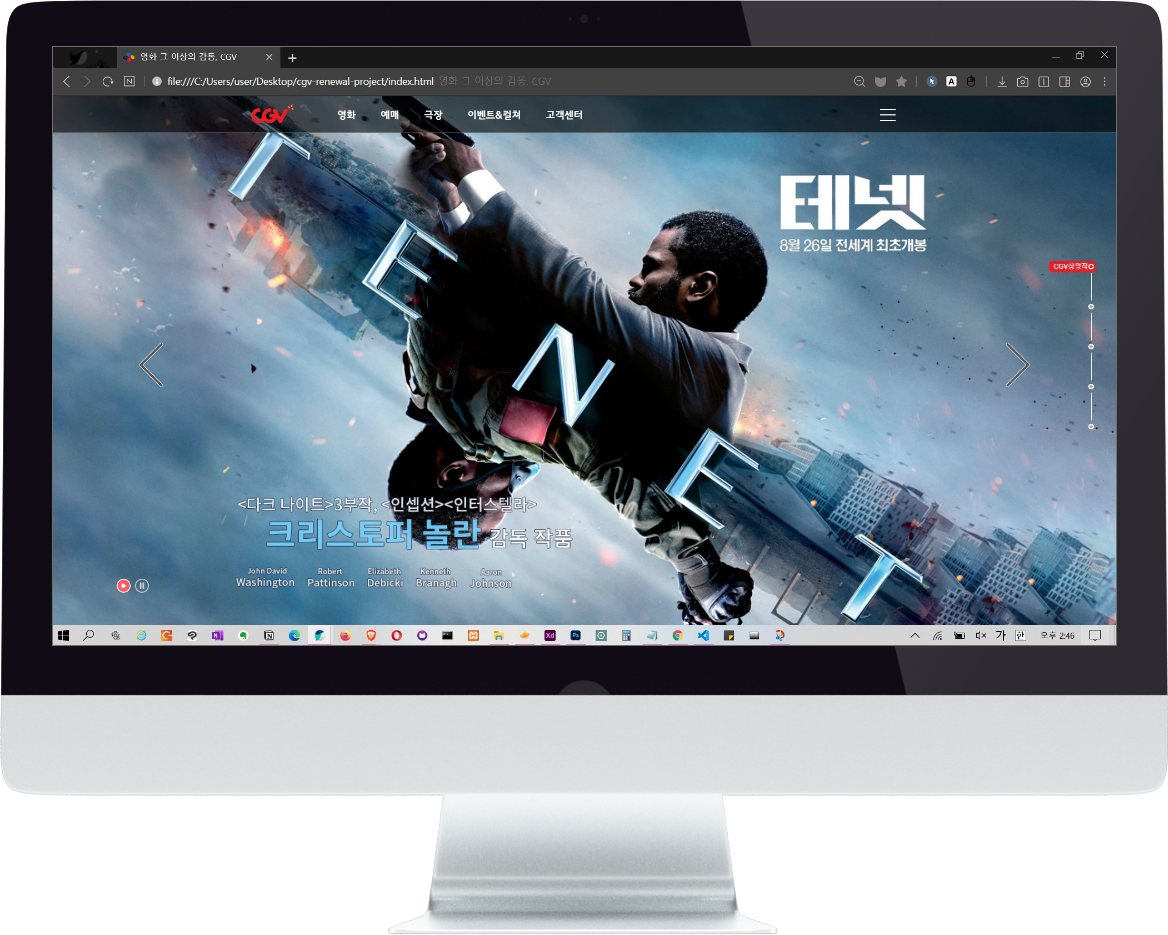 영화 그 이상의 감동, CGV
file:///C:/Users/user/Desktop/cgv-renewal-project/index.html 영화 그 이상의 감동, CGV
CGV 영화 예매 극장 이벤트&컬쳐 고객센터
TENET
테넷
8월 26일 전세계 최초개봉
CGV상영작
<다크 나이트>3부작, <인셉션><인터스텔라>
크리스토퍼 놀란 감독 작품
John David Washington
Robert Pattinson
Elizabeth Debicki
Kenneth Branagh
Aaron Johnson
가 오후 2:46